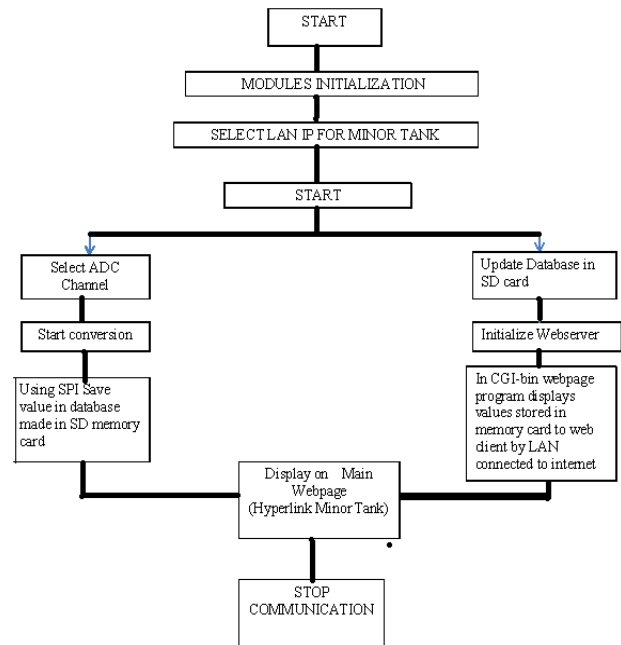 START
MODULES INITIALIZATION
SELECT LAN IP FOR MINOR TANK
START
Select ADC
Channel
Start conversion
Using SPI Save
value in database
made in SD memory
card
Update Database in
SD card
Initialize Webserver
In CGI-bin webpage
program displays
values stored in
memory card to web
client by LAN
connected to internet
Display on Main
Webpage
(Hyperlink Minor Tank)
STOP
COMMUNICATION